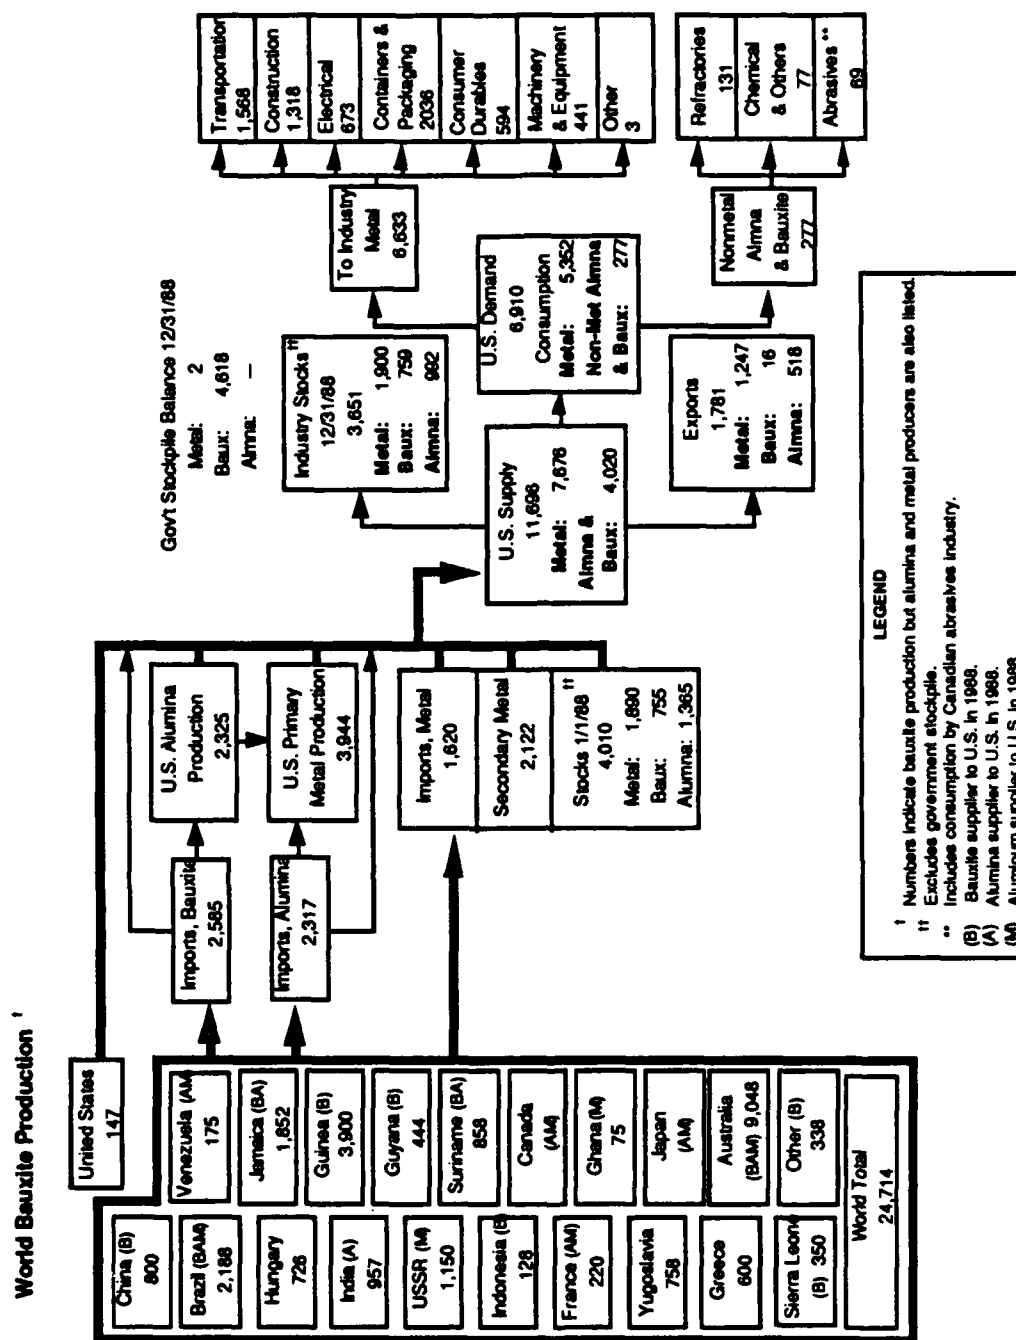 World Bauxite Production †
United States
147
China (B)
800
Brazil (BAM)
2,188
Hungary
726
India (A)
957
USSR (M)
1,150
Indonesia (B)
128
France (AM)
220
Yugoslavia
758
Greece
600
Sierra Leone
(B) 350
Venezuela (AM)
175
Jamaica (BA)
1,852
Guinea (B)
3,900
Guyana (B)
444
Suriname (BA)
858
Canada
(AM)
Ghana (M)
75
Japan
(AM)
Australia
(BAM) 9,048
Other (B)
338
World Total
24,714
Imports, Bauxite
2,585
Imports, Alumina
2,317
U.S. Alumina
Production
2,325
U.S. Primary
Metal Production
3,944
Imports, Metal
1,620
Secondary Metal
2,122
Stocks 1/1/88 ††
4,010
Metal: 1,890
Baux: 755
Alumna: 1,365
Gov't Stockpile Balance 12/31/88
Metal: 2
Baux: 4,618
Almna: —
U.S. Supply
11,696
Metal: 7,676
Almna &
Baux: 4,020
Industry Stocks ††
12/31/88
3,651
Metal: 1,900
Baux: 759
Almna: 992
U.S. Demand
6,910
Consumption
Metal: 5,352
Non-Met Almna
& Baux: 277
Exports
1,781
Metal: 1,247
Baux: 16
Almna: 518
To Industry
Metal
6,633
Nonmetal
Almna
& Bauxite
277
Transportation
1,568
Construction
1,318
Electrical
673
Containers &
Packaging
2036
Consumer
Durables
594
Machinery
& Equipment
441
Other
3
Refractories
131
Chemical
& Others
77
Abrasives **
69
LEGEND
† Numbers indicate bauxite production but alumina and metal producers are also listed.
†† Excludes government stockpile.
** Includes consumption by Canadian abrasives industry.
(B) Bauxite supplier to U.S. in 1988.
(A) Alumina supplier to U.S. in 1988.
(M) Aluminum supplier to U.S. in 1988.